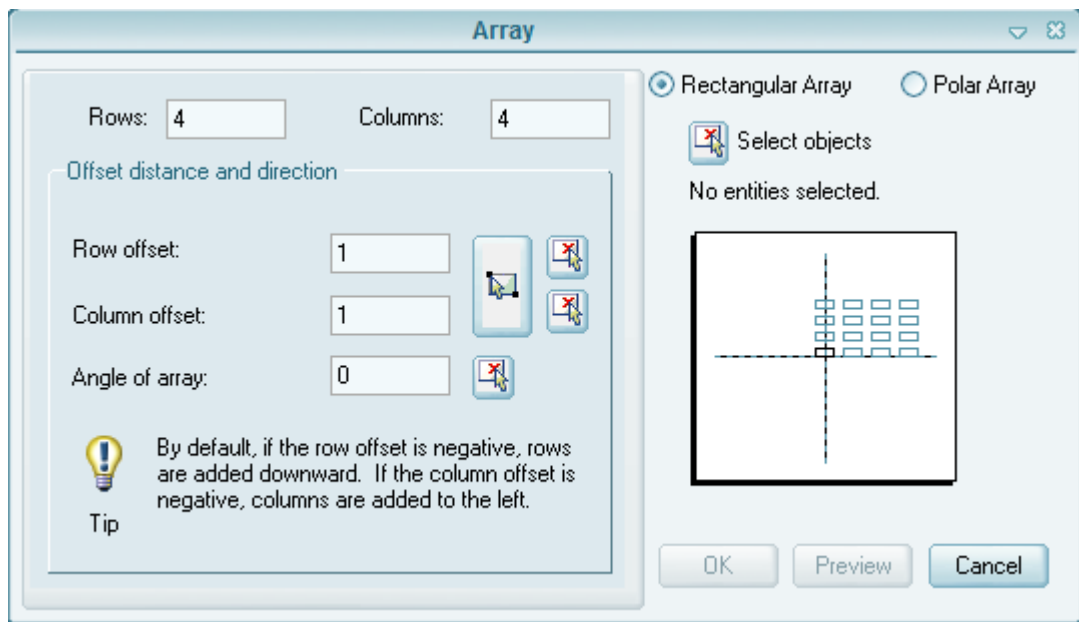 Array
Rows: 4 Columns: 4
Offset distance and direction
Row offset: 1
Column offset: 1
Angle of array: 0
By default, if the row offset is negative, rows
are added downward. If the column offset is
negative, columns are added to the left.
Tip
Rectangular Array Polar Array
Select objects
No entities selected.
OK Preview Cancel